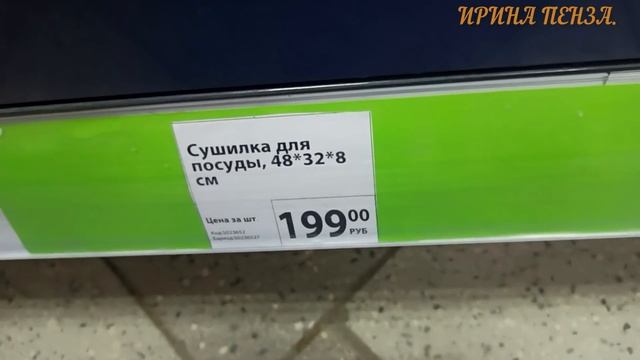 ИРИНА ПЕНЗА.
Сушилка для
посуды, 48*32*8
см
Цена за шт
199 00
РУБ